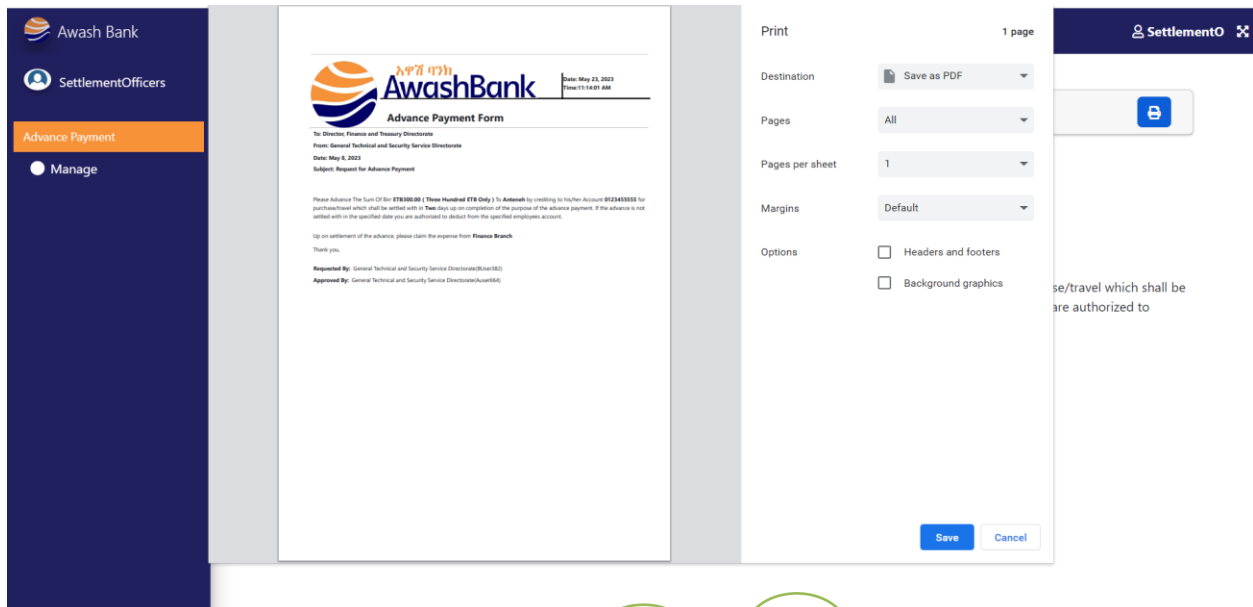 Awash Bank
SettlementOfficers
Advance Payment
Manage
አዋሽ ባንክ
AwashBank
Date: May 23, 2023
Time:11:14:01 AM
Advance Payment Form
To: Director, Finance and Treasury Directorate
From: General Technical and Security Service Directorate
Date: May 8, 2023
Subject: Request for Advance Payment
Please Advance The Sum Of Birr ETB300.00 ( Three Hundred ETB Only ) To Anteneh by crediting to his/her Account 0123453555 for
purchase/travel which shall be settled with in Two days up on completion of the purpose of the advance payment. If the advance is not
settled with in the specified date you are authorized to deduct from the specified employees account.
Up on settlement of the advance, please claim the expense from Finance Branch
Thank you,
Requested By: General Technical and Security Service Directorate(BUser382)
Approved By: General Technical and Security Service Directorate(Auser664)
Print
1 page
Destination
Save as PDF
Pages
All
Pages per sheet
1
Margins
Default
Options
Headers and footers
Background graphics
Save
Cancel
SettlementO
se/travel which shall be
are authorized to